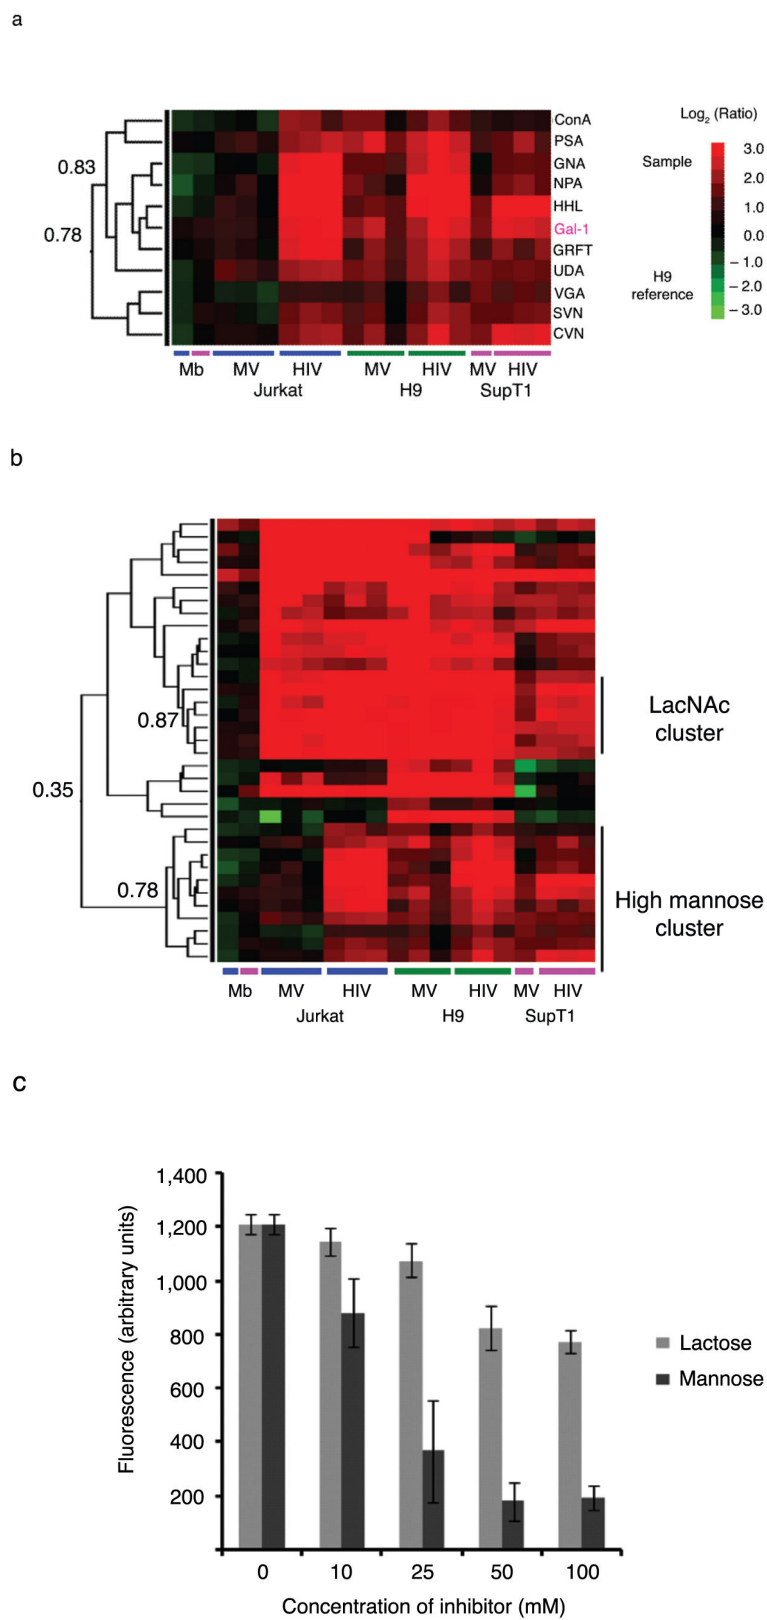 a
Log2 (Ratio)
Sample
H9
reference
3.0
2.0
1.0
0.0
– 1.0
– 2.0
– 3.0
0.83
0.78
ConA
PSA
GNA
NPA
HHL
Gal-1
GRFT
UDA
VGA
SVN
CVN
Mb MV HIV MV HIV MV HIV
Jurkat H9 SupT1
b
0.87
0.35
0.78
LacNAc
cluster
High mannose
cluster
Mb MV HIV MV HIV MV HIV
Jurkat H9 SupT1
c
Fluorescence (arbitrary units)
1,400
1,200
1,000
800
600
400
200
Lactose
Mannose
0 10 25 50 100
Concentration of inhibitor (mM)